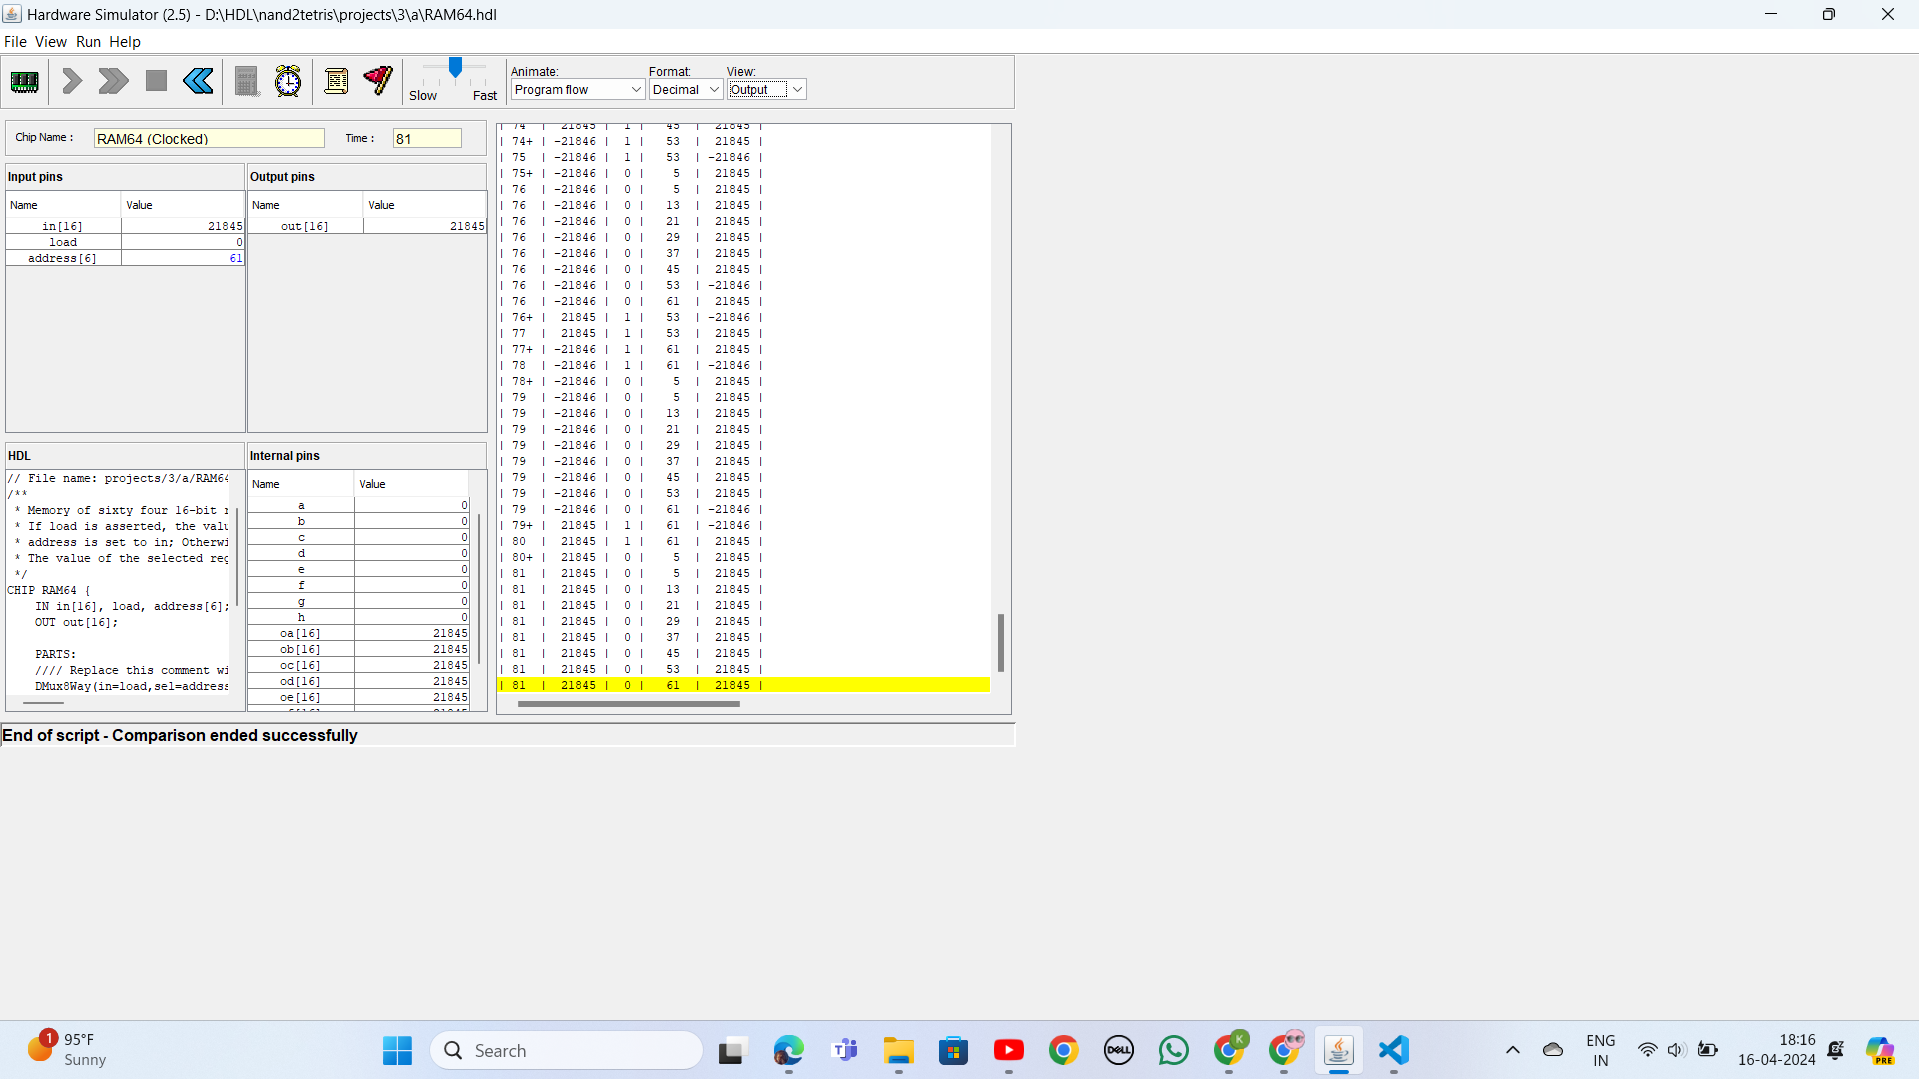 Hardware Simulator (2.5) - D:\HDL\nand2tetris\projects\3\a\RAM64.hdl
File View Run Help
Slow Fast
Animate: Format: View:
Program flow Decimal Output
Chip Name : RAM64 (Clocked) Time : 81
Input pins
Name Value
in[16] 21845
load 0
address[6] 61
Output pins
Name Value
out[16] 21845
HDL
// File name: projects/3/a/RAM64
/**
* Memory of sixty four 16-bit
* If load is asserted, the valu
* address is set to in; Otherwi
* The value of the selected reg
*/
CHIP RAM64 {
IN in[16], load, address[6];
OUT out[16];
PARTS:
//// Replace this comment wi
DMux8Way(in=load,sel=address
Internal pins
Name Value
a 0
b 0
c 0
d 0
e 0
f 0
g 0
h 0
oa[16] 21845
ob[16] 21845
oc[16] 21845
od[16] 21845
oe[16] 21845
| 74 | 21845 | 1 | 45 | 21845 |
| 74+ | -21846 | 1 | 53 | 21845 |
| 75 | -21846 | 1 | 53 | -21846 |
| 75+ | -21846 | 0 | 5 | 21845 |
| 76 | -21846 | 0 | 5 | 21845 |
| 76 | -21846 | 0 | 13 | 21845 |
| 76 | -21846 | 0 | 21 | 21845 |
| 76 | -21846 | 0 | 29 | 21845 |
| 76 | -21846 | 0 | 37 | 21845 |
| 76 | -21846 | 0 | 45 | 21845 |
| 76 | -21846 | 0 | 53 | -21846 |
| 76 | -21846 | 0 | 61 | 21845 |
| 76+ | 21845 | 1 | 53 | -21846 |
| 77 | 21845 | 1 | 53 | 21845 |
| 77+ | -21846 | 1 | 61 | 21845 |
| 78 | -21846 | 1 | 61 | -21846 |
| 78+ | -21846 | 0 | 5 | 21845 |
| 79 | -21846 | 0 | 5 | 21845 |
| 79 | -21846 | 0 | 13 | 21845 |
| 79 | -21846 | 0 | 21 | 21845 |
| 79 | -21846 | 0 | 29 | 21845 |
| 79 | -21846 | 0 | 37 | 21845 |
| 79 | -21846 | 0 | 45 | 21845 |
| 79 | -21846 | 0 | 53 | 21845 |
| 79 | -21846 | 0 | 61 | -21846 |
| 79+ | 21845 | 1 | 61 | -21846 |
| 80 | 21845 | 1 | 61 | 21845 |
| 80+ | 21845 | 0 | 5 | 21845 |
| 81 | 21845 | 0 | 5 | 21845 |
| 81 | 21845 | 0 | 13 | 21845 |
| 81 | 21845 | 0 | 21 | 21845 |
| 81 | 21845 | 0 | 29 | 21845 |
| 81 | 21845 | 0 | 37 | 21845 |
| 81 | 21845 | 0 | 45 | 21845 |
| 81 | 21845 | 0 | 53 | 21845 |
| 81 | 21845 | 0 | 61 | 21845 |
End of script - Comparison ended successfully
1
95°F
Sunny
Search
DELL
K
ENG
IN
18:16
16-04-2024
PRE